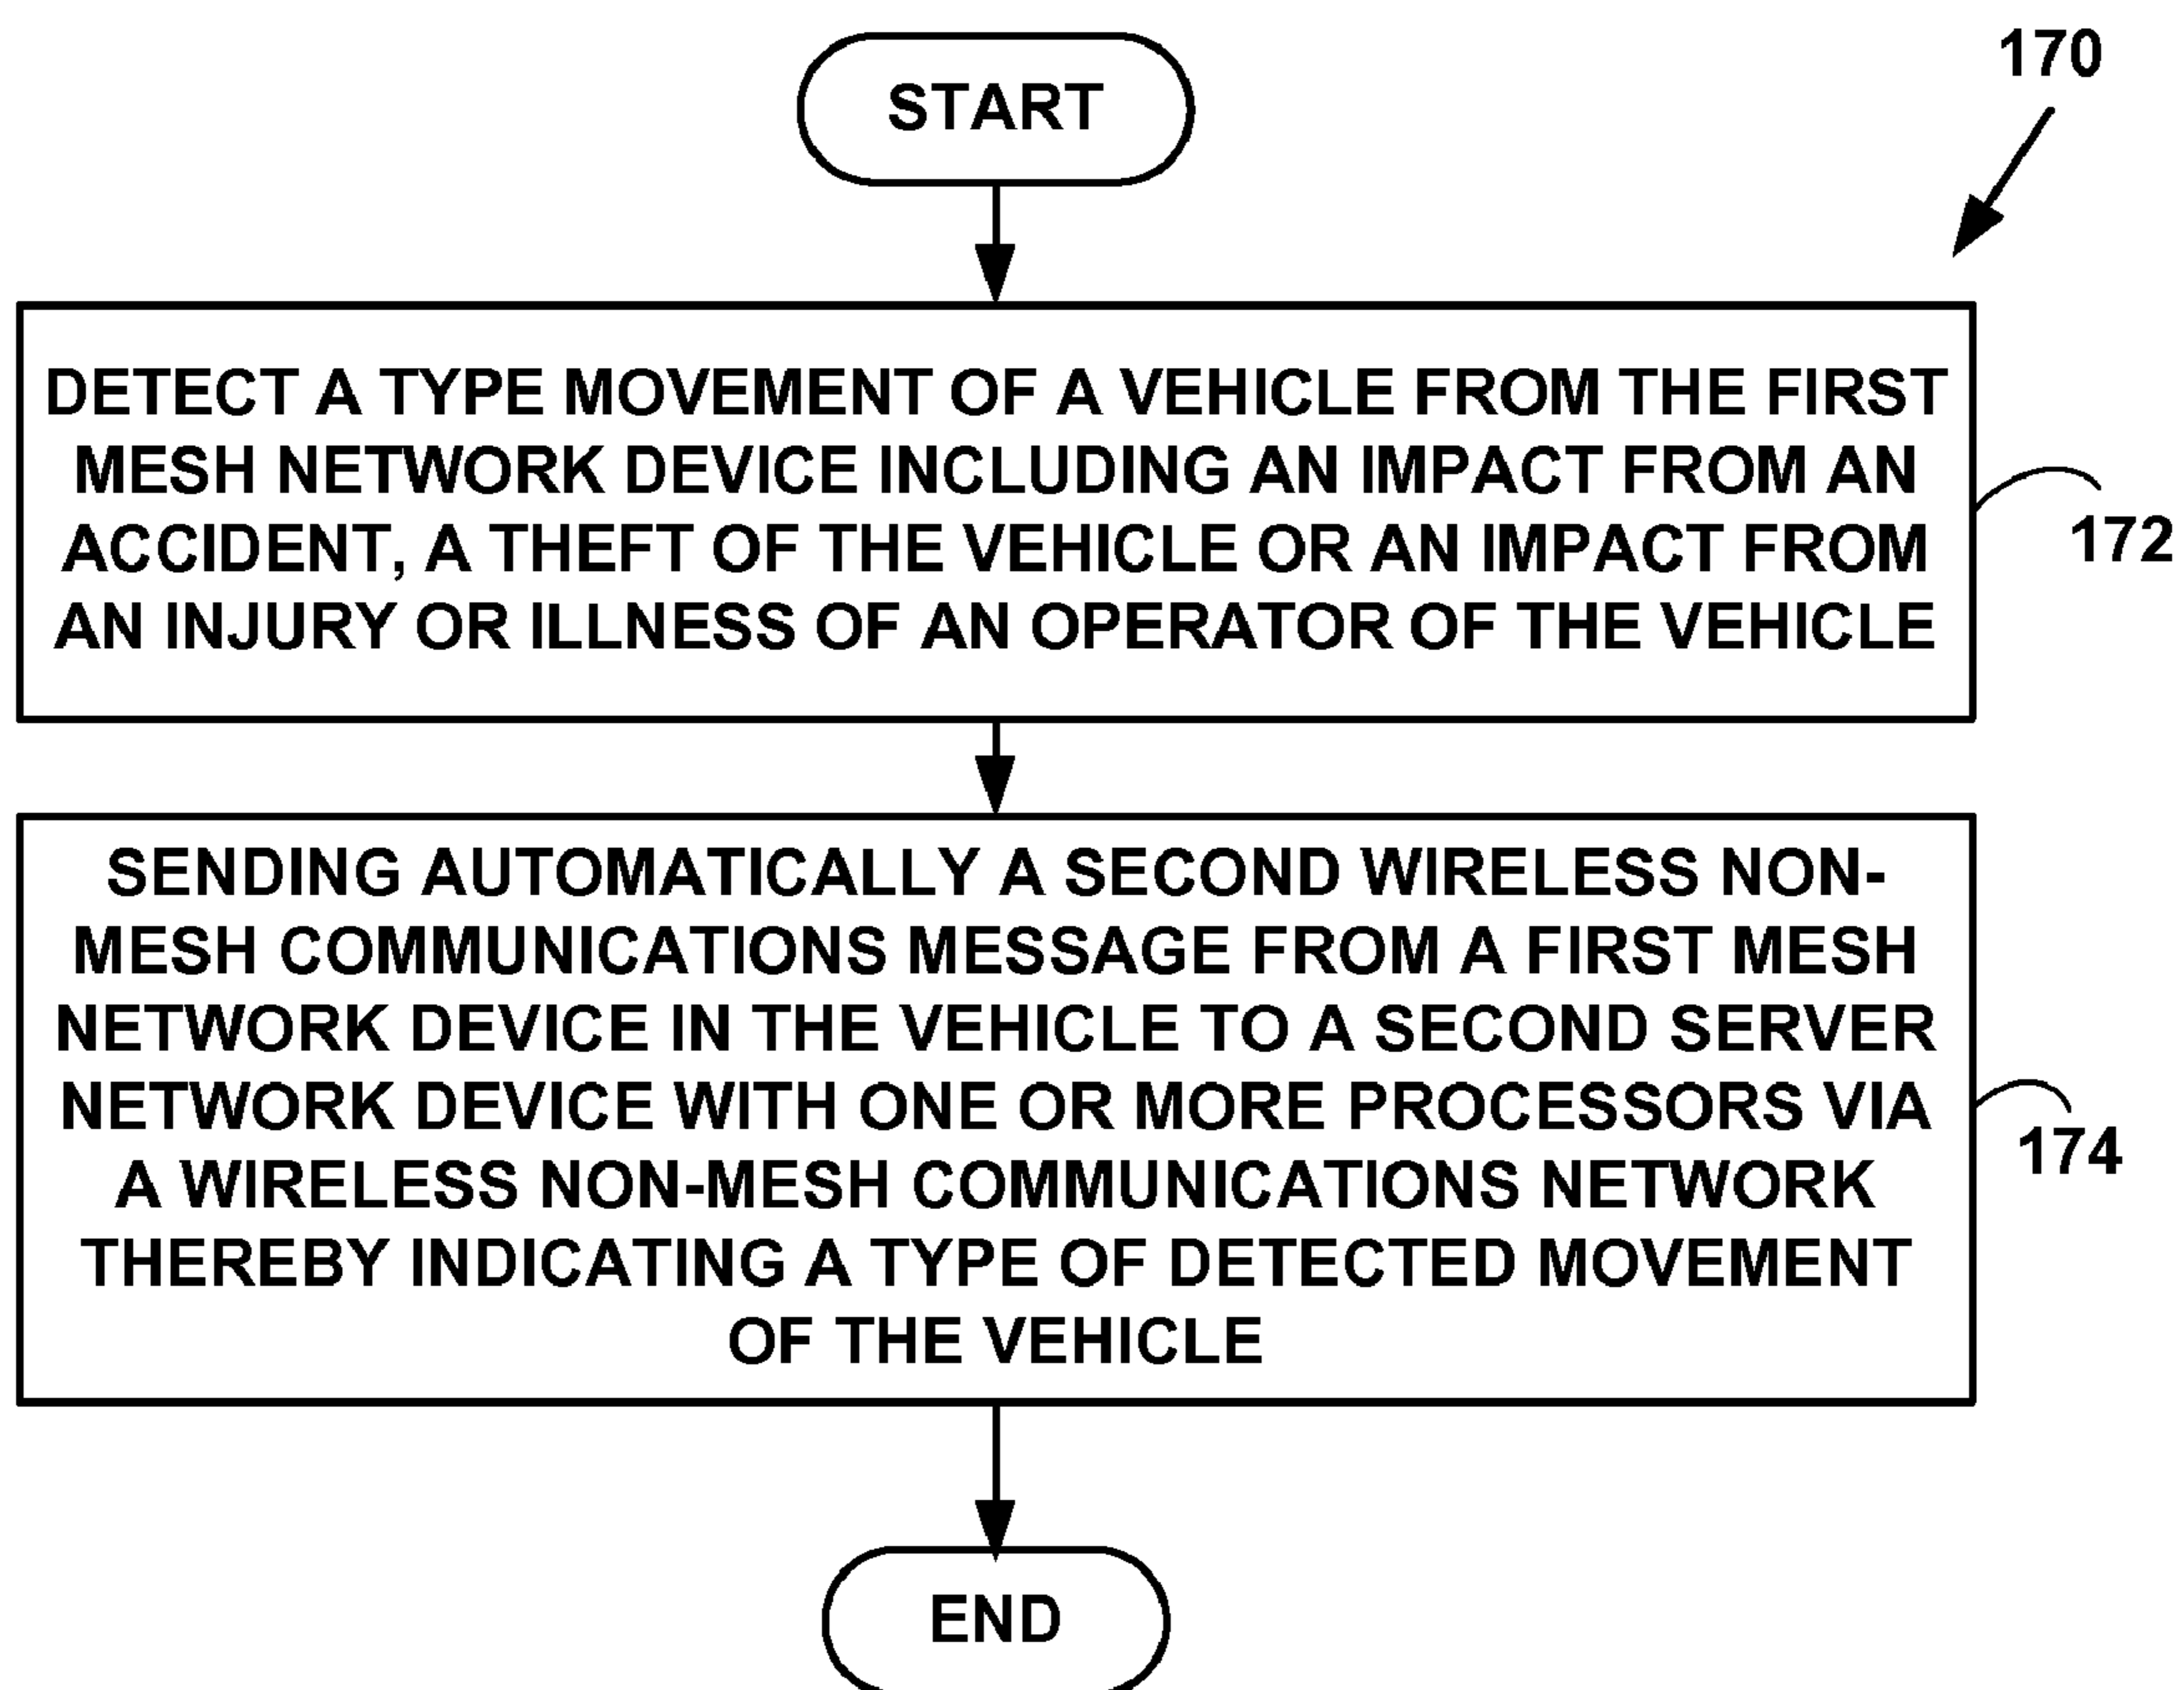 START
170
DETECT A TYPE MOVEMENT OF A VEHICLE FROM THE FIRST
MESH NETWORK DEVICE INCLUDING AN IMPACT FROM AN
ACCIDENT, A THEFT OF THE VEHICLE OR AN IMPACT FROM
AN INJURY OR ILLNESS OF AN OPERATOR OF THE VEHICLE
172
SENDING AUTOMATICALLY A SECOND WIRELESS NON-
MESH COMMUNICATIONS MESSAGE FROM A FIRST MESH
NETWORK DEVICE IN THE VEHICLE TO A SECOND SERVER
NETWORK DEVICE WITH ONE OR MORE PROCESSORS VIA
A WIRELESS NON-MESH COMMUNICATIONS NETWORK
THEREBY INDICATING A TYPE OF DETECTED MOVEMENT
OF THE VEHICLE
174
END